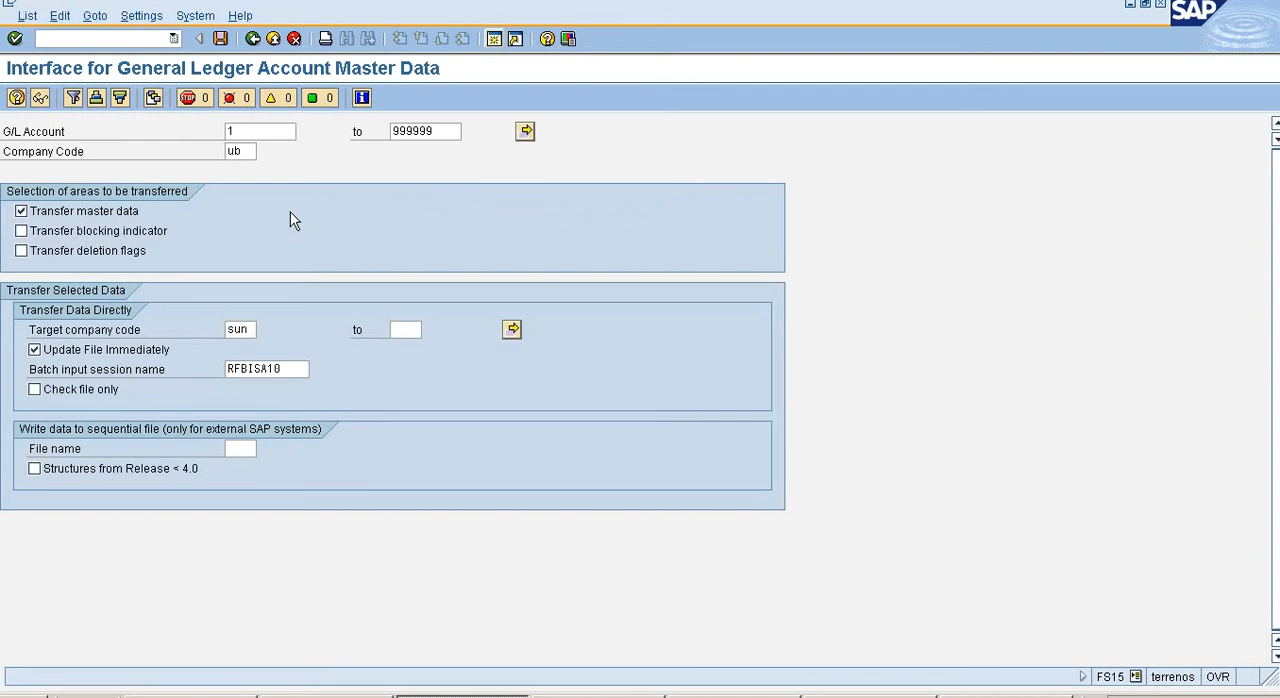 List Edit Goto Settings System Help
SAP
Interface for General Ledger Account Master Data
STOP 0 0 0 0
G/L Account 1 to 999999
Company Code ub
Selection of areas to be transferred
Transfer master data
Transfer blocking indicator
Transfer deletion flags
Transfer Selected Data
Transfer Data Directly
Target company code sun to
Update File Immediately
Batch input session name RFBISA10
Check file only
Write data to sequential file (only for external SAP systems)
File name
Structures from Release < 4.0
FS15 terrenos OVR